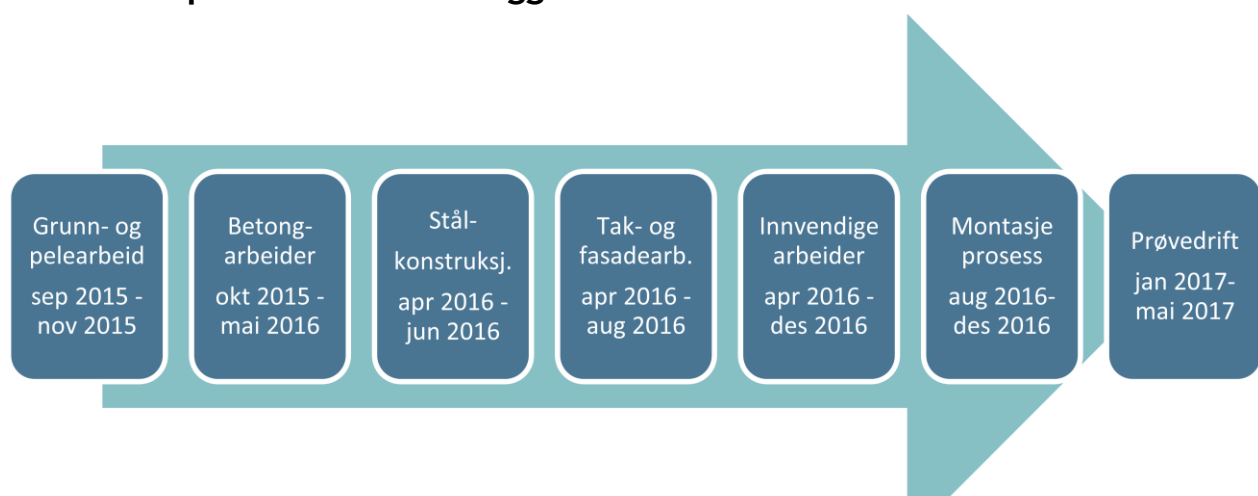 Grunn- og
pelearbeid
sep 2015 -
nov 2015
Betong-
arbeider
okt 2015 -
mai 2016
Stål-
konstruksj.
apr 2016 -
jun 2016
Tak- og
fasadearb.
apr 2016 -
aug 2016
Innvendige
arbeider
apr 2016 -
des 2016
Montasje
prosess
aug 2016-
des 2016
Prøvedrift
jan 2017-
mai 2017